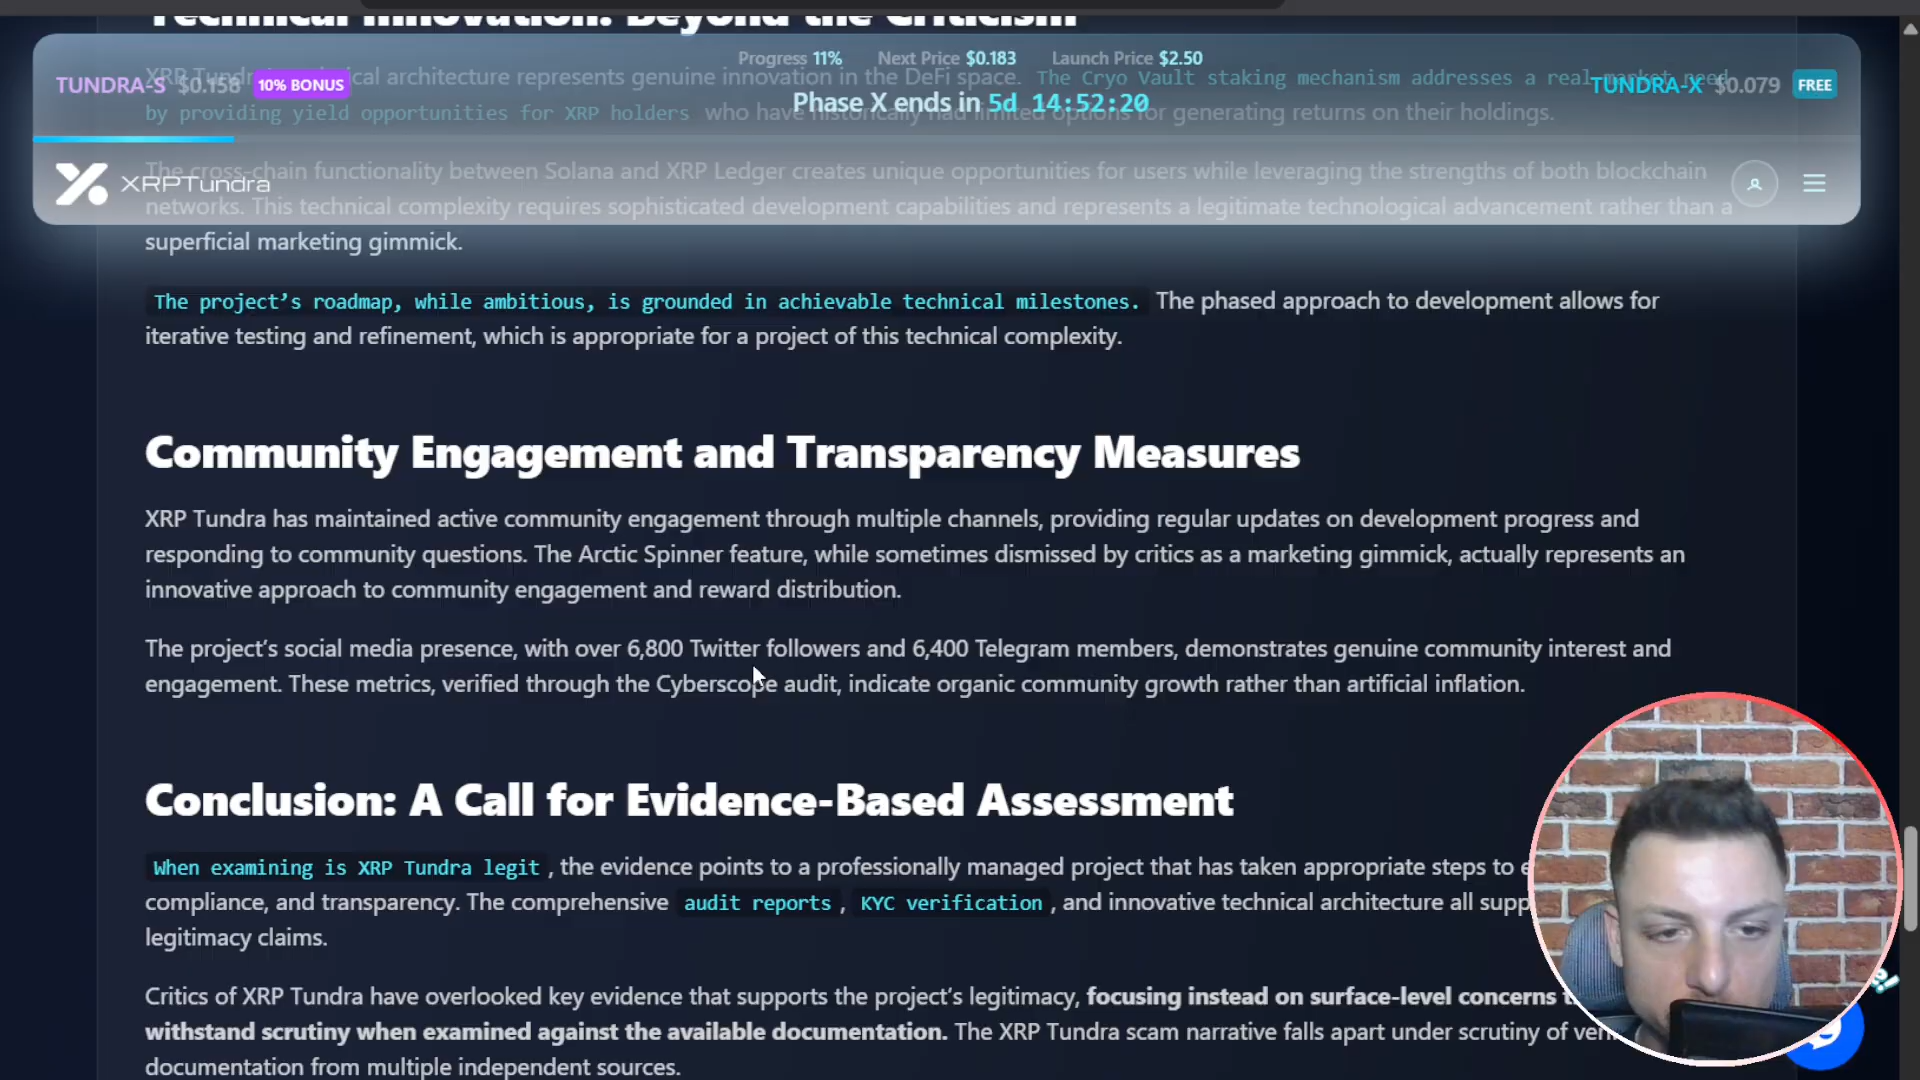 Technical Innovation: Beyond the Criticism
Progress 11% Next Price $0.183 Launch Price $2.50
TUNDRA-S $0.158 10% BONUS
Phase X ends in 5d 14:52:20
TUNDRA-X $0.079 FREE
XRP Tundra's technical architecture represents genuine innovation in the DeFi space. The Cryo Vault staking mechanism addresses a real market need
by providing yield opportunities for XRP holders who have historically had limited options for generating returns on their holdings.
XRPTundra
The cross-chain functionality between Solana and XRP Ledger creates unique opportunities for users while leveraging the strengths of both blockchain
networks. This technical complexity requires sophisticated development capabilities and represents a legitimate technological advancement rather than a
superficial marketing gimmick.
The project's roadmap, while ambitious, is grounded in achievable technical milestones. The phased approach to development allows for
iterative testing and refinement, which is appropriate for a project of this technical complexity.
Community Engagement and Transparency Measures
XRP Tundra has maintained active community engagement through multiple channels, providing regular updates on development progress and
responding to community questions. The Arctic Spinner feature, while sometimes dismissed by critics as a marketing gimmick, actually represents an
innovative approach to community engagement and reward distribution.
The project's social media presence, with over 6,800 Twitter followers and 6,400 Telegram members, demonstrates genuine community interest and
engagement. These metrics, verified through the Cyberscope audit, indicate organic community growth rather than artificial inflation.
Conclusion: A Call for Evidence-Based Assessment
When examining is XRP Tundra legit, the evidence points to a professionally managed project that has taken appropriate steps to
compliance, and transparency. The comprehensive audit reports, KYC verification, and innovative technical architecture all
legitimacy claims.
Critics of XRP Tundra have overlooked key evidence that supports the project's legitimacy, focusing instead on surface-level concerns
withstand scrutiny when examined against the available documentation. The XRP Tundra scam narrative falls apart under scrutiny of
documentation from multiple independent sources.